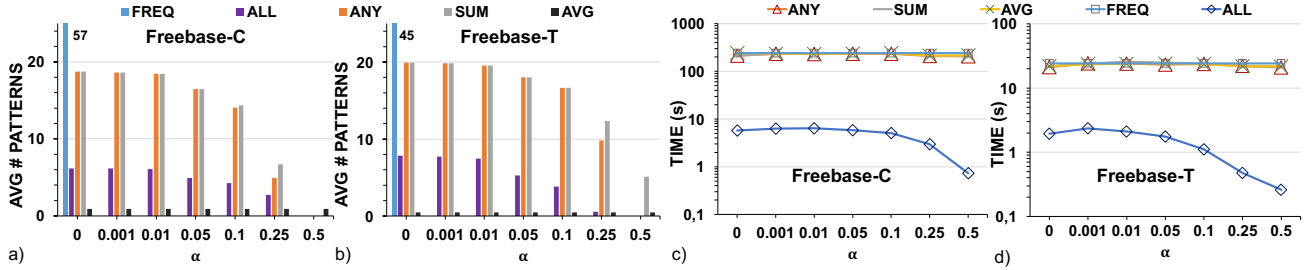 FREQ ALL ANY SUM AVG
57
Freebase-C
AVG # PATTERNS
20
10
0
0 0.001 0.01 0.05 0.1 0.25 0.5
α
a)
45
Freebase-T
AVG # PATTERNS
20
10
0
0 0.001 0.01 0.05 0.1 0.25 0.5
α
b)
ANY SUM AVG FREQ ALL
TIME (s)
1000
100
10
1
0,1
Freebase-C
0 0.001 0.01 0.05 0.1 0.25 0.5
α
c)
TIME (s)
100
10
1
0,1
Freebase-T
0 0.001 0.01 0.05 0.1 0.25 0.5
α
d)